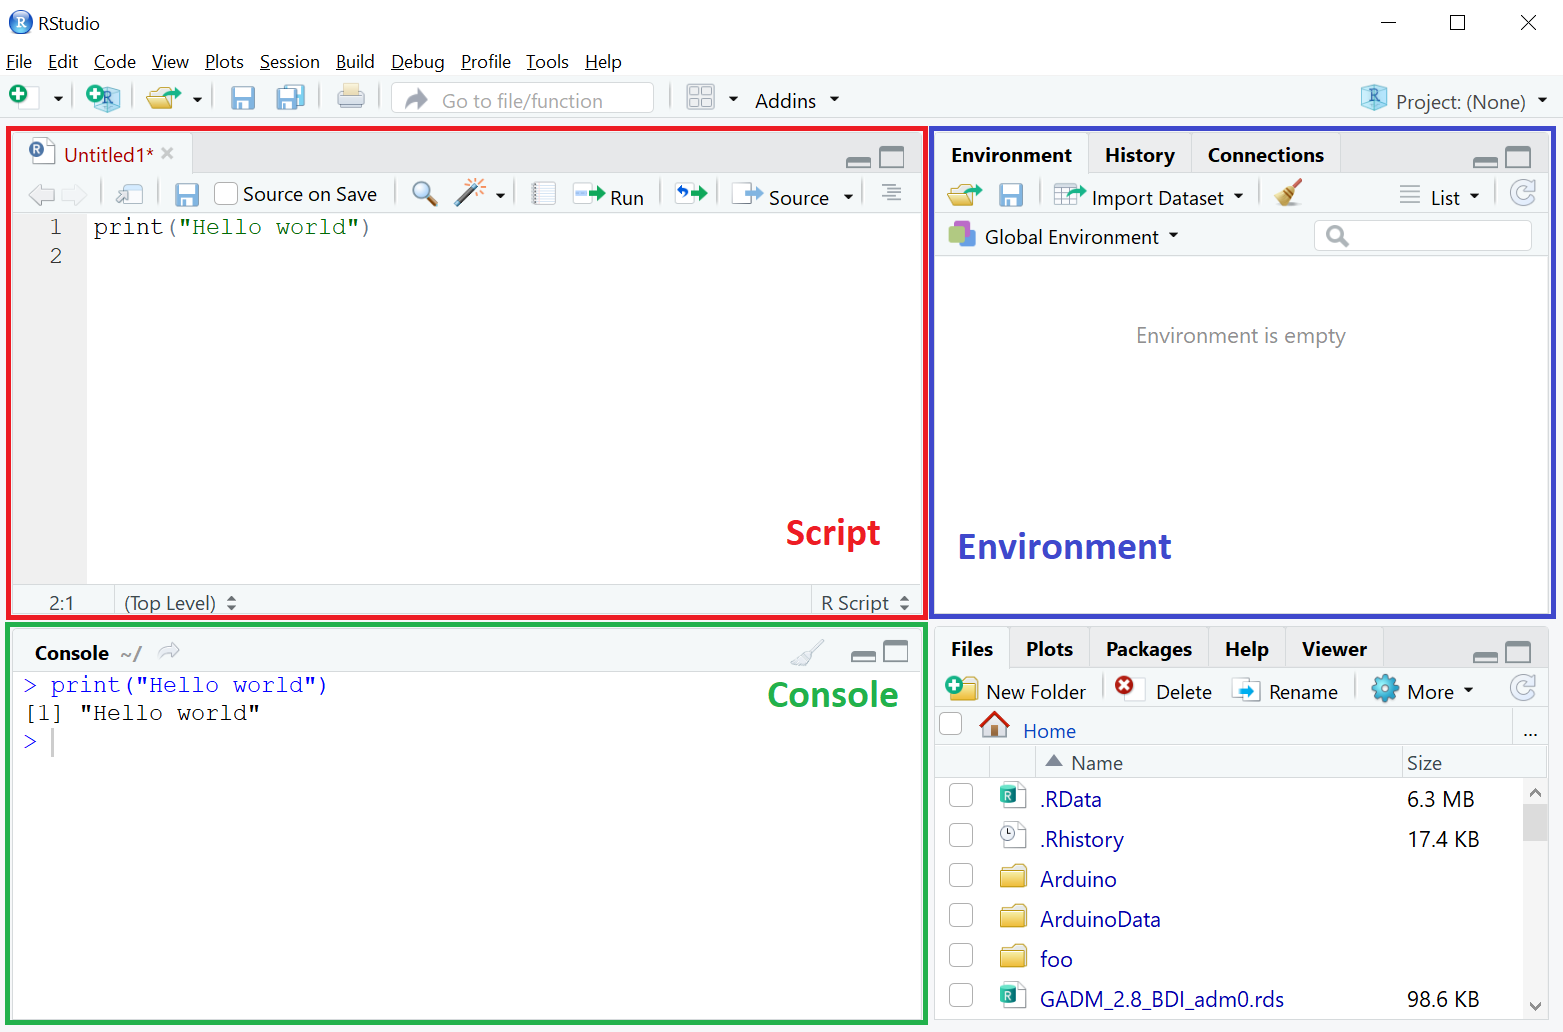 RStudio
File Edit Code View Plots Session Build Debug Profile Tools Help
Go to file/function Addins Project: (None)
Untitled1*
Source on Save Run Source
1 print("Hello world")
2
Script
2:1 (Top Level) R Script
Environment History Connections
Import Dataset List
Global Environment
Environment is empty
Environment
Console ~/
> print("Hello world")
[1] "Hello world"
>
Console
Files Plots Packages Help Viewer
New Folder Delete Rename More
Home ...
Name Size
.RData 6.3 MB
.Rhistory 17.4 KB
Arduino
ArduinoData
foo
GADM_2.8_BDI_adm0.rds 98.6 KB